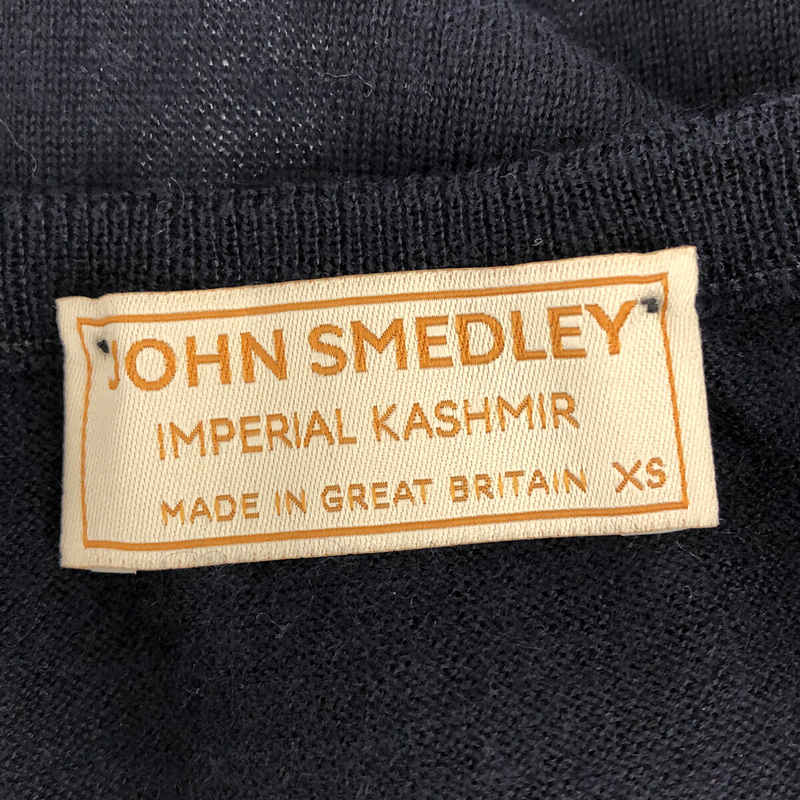 JOHN SMEDLEY
IMPERIAL KASHMIR
MADE IN GREAT BRITAIN XS